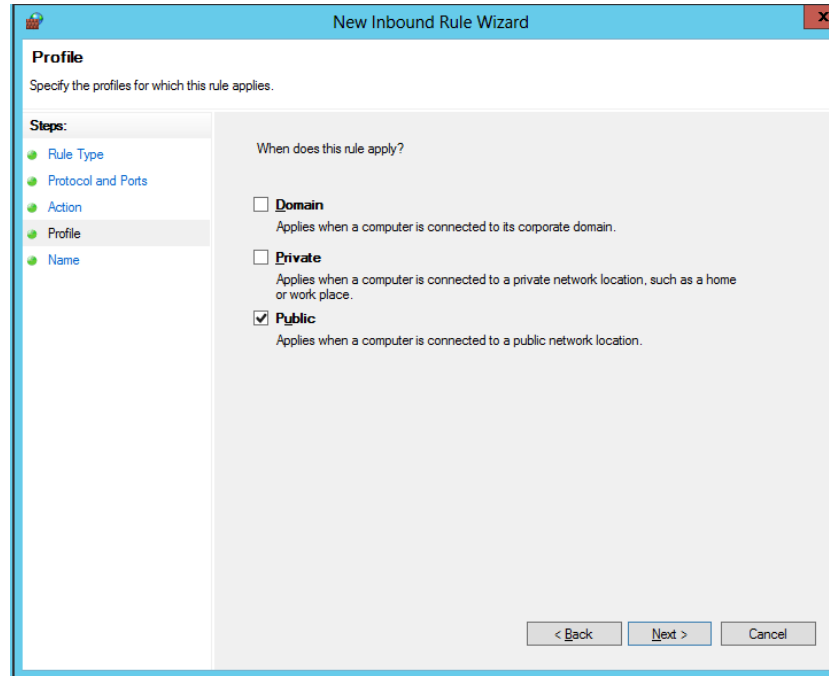 New Inbound Rule Wizard
x
Profile
Specify the profiles for which this rule applies.
Steps:
Rule Type
Protocol and Ports
Action
Profile
Name
When does this rule apply?
Domain
Applies when a computer is connected to its corporate domain.
Private
Applies when a computer is connected to a private network location, such as a home
or work place.
Public
Applies when a computer is connected to a public network location.
< Back
Next >
Cancel